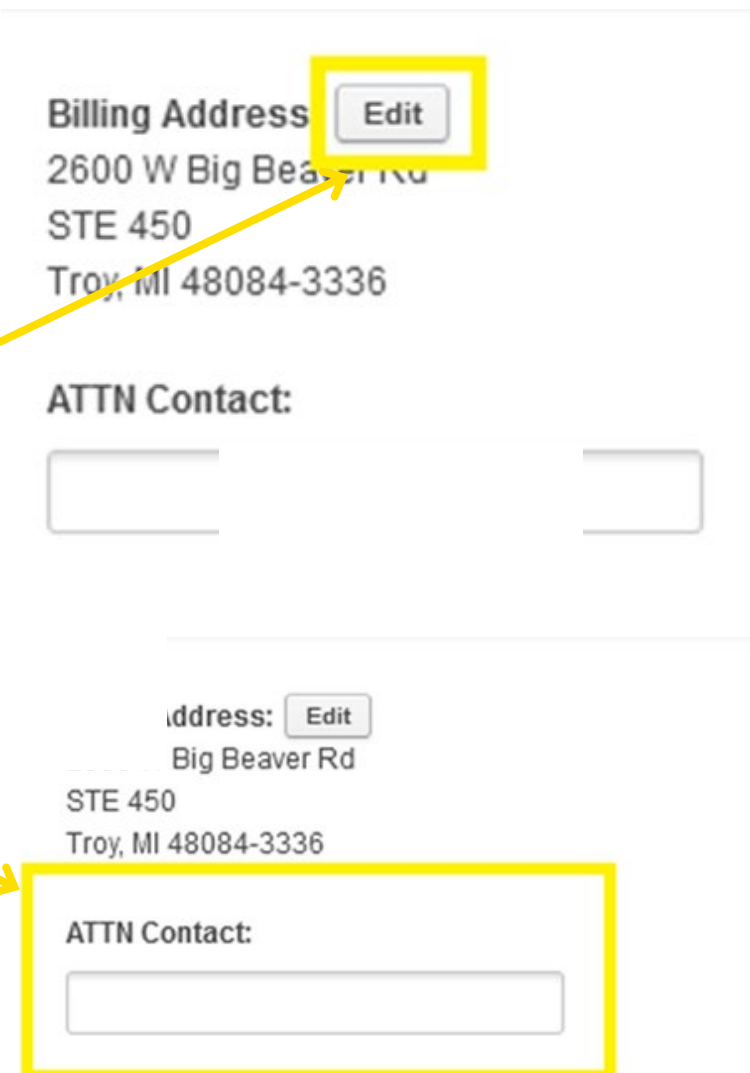 Billing Address Edit
2600 W Big Beaver Rd
STE 450
Troy, MI 48084-3336
ATTN Contact:
ddress: Edit
Big Beaver Rd
STE 450
Troy, MI 48084-3336
ATTN Contact: